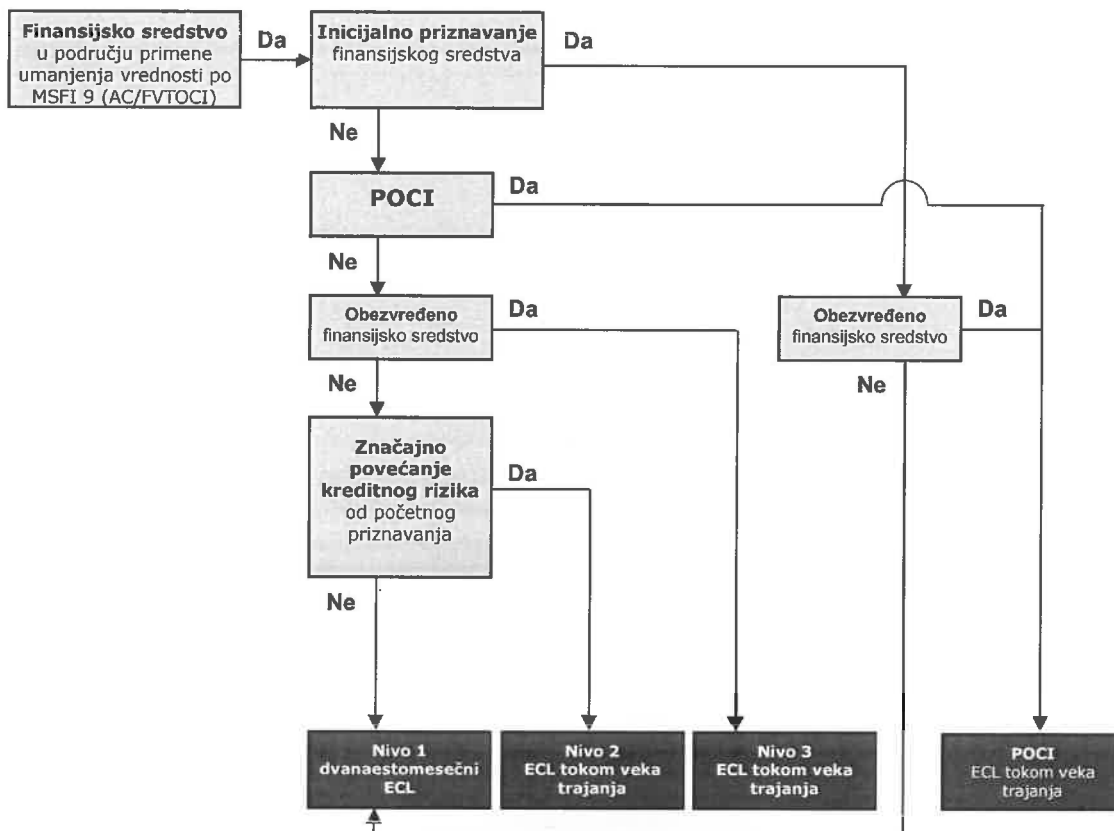 Finansijsko sredstvo
u području primene
umanjenja vrednosti po
MSFI 9 (AC/FVTOCI)
Da
Inicijalno priznavanje
finansijskog sredstva
Da
Ne
POCI
Da
Ne
Obezvređeno
finansijsko sredstvo
Da
Obezvređeno
finansijsko sredstvo
Da
Ne
Ne
Značajno
povećanje
kreditnog rizika
od početnog
priznavanja
Da
Ne
Nivo 1
dvanaestomesečni
ECL
Nivo 2
ECL tokom veka
trajanja
Nivo 3
ECL tokom veka
trajanja
POCI
ECL tokom veka
trajanja